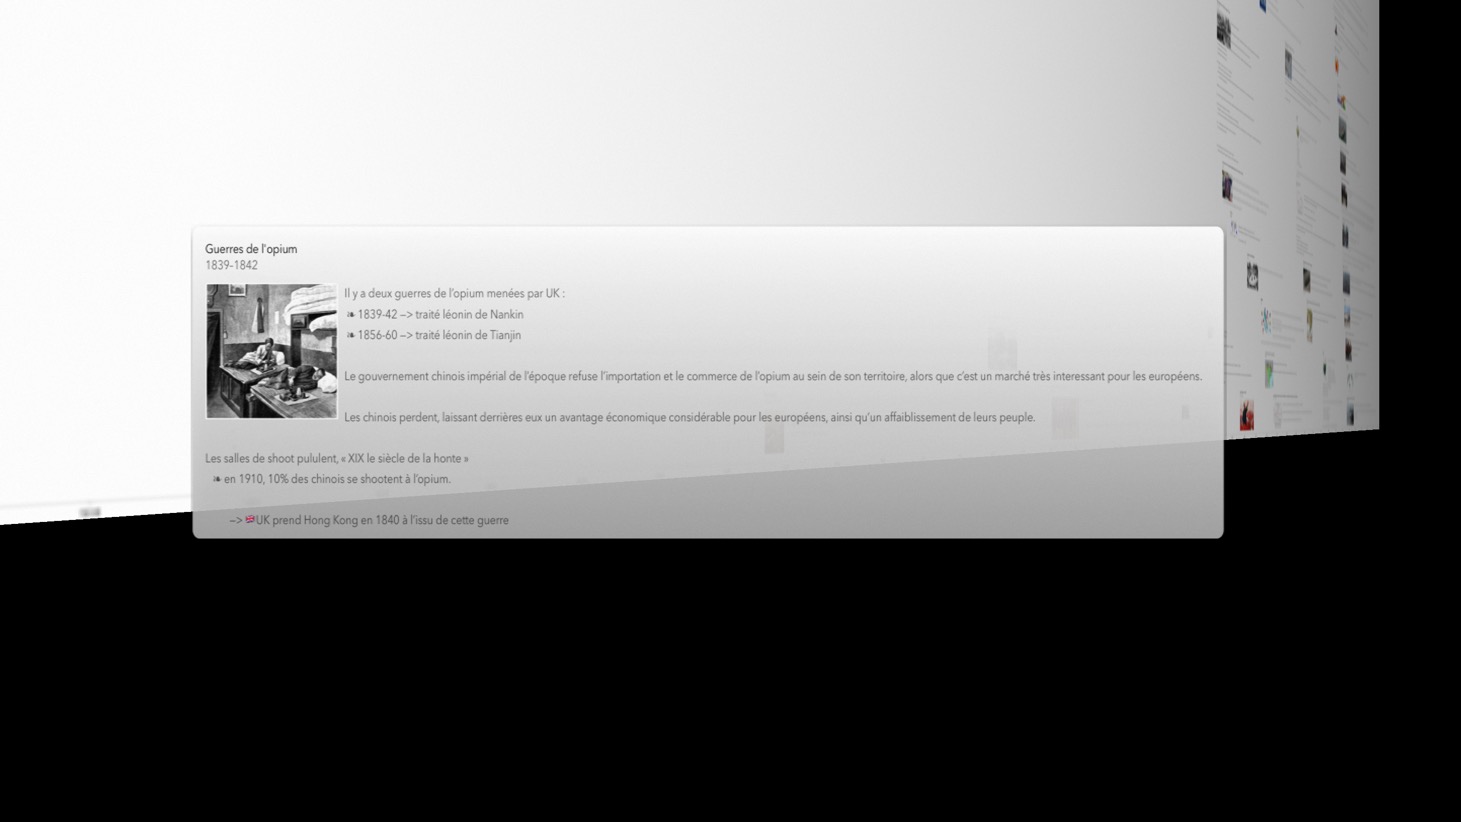 Guerres de l'opium
1839-1842
Il y a deux guerres de l'opium menées par UK :
❧ 1839-42 –> traité léonin de Nankin
❧ 1856-60 –> traité léonin de Tianjin
Le gouvernement chinois impérial de l'époque refuse l'importation et le commerce de l'opium au sein de son territoire, alors que c'est un marché très interessant pour les européens.
Les chinois perdent, laissant derrières eux un avantage économique considérable pour les européens, ainsi qu'un affaiblissement de leurs peuple.
Les salles de shoot pululent, « XIX le siècle de la honte »
❧ en 1910, 10% des chinois se shootent à l'opium.
–> 🇬🇧UK prend Hong Kong en 1840 à l'issu de cette guerre